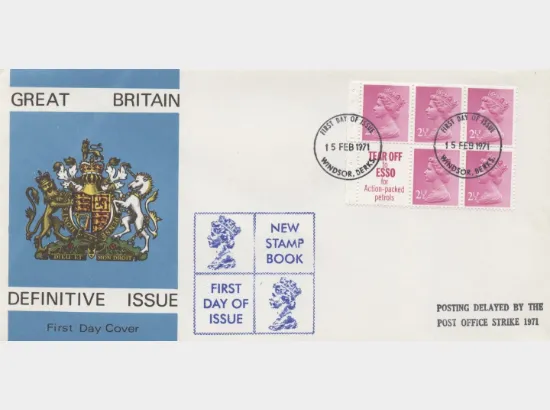 GREAT BRITAIN
DIEU ET MON DROIT
DEFINITIVE ISSUE
First Day Cover
NEW
STAMP
BOOK
FIRST
DAY OF
ISSUE
FIRST DAY OF ISSUE
15 FEB 1971
WINDSOR, BERKS.
FIRST DAY OF ISSUE
15 FEB 1971
WINDSOR, BERKS.
2½
2½
TEAR OFF
to
ESSO
for
Action-packed
petrols
2½
2½
POSTING DELAYED BY THE
POST OFFICE STRIKE 1971